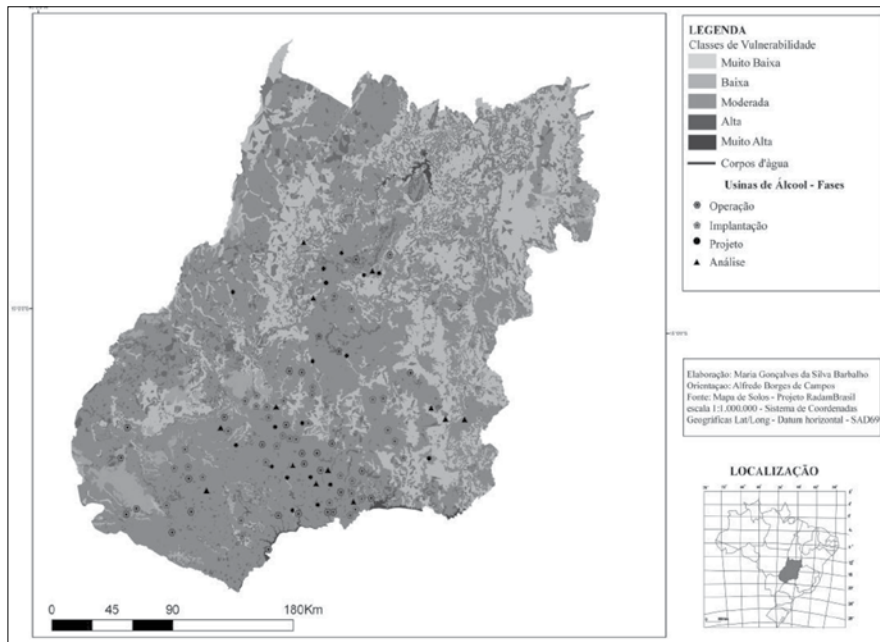 LEGENDA
Classes de Vulnerabilidade
Muito Baixa
Baixa
Moderada
Alta
Muito Alta
Corpos d'água
Usinas de Álcool - Fases
Operação
Implantação
Projeto
Análise
Elaboração: Maria Gonçalves da Silva Barbalho
Orientaçao: Alfredo Borges de Campos
Fonte: Mapa de Solos - Projeto RadamBrasil
escala 1:1.000.000 - Sistema de Coordenadas
Geográficas Lat/Long - Datum horizontal - SAD69
LOCALIZAÇÃO
0 45 90 180Km